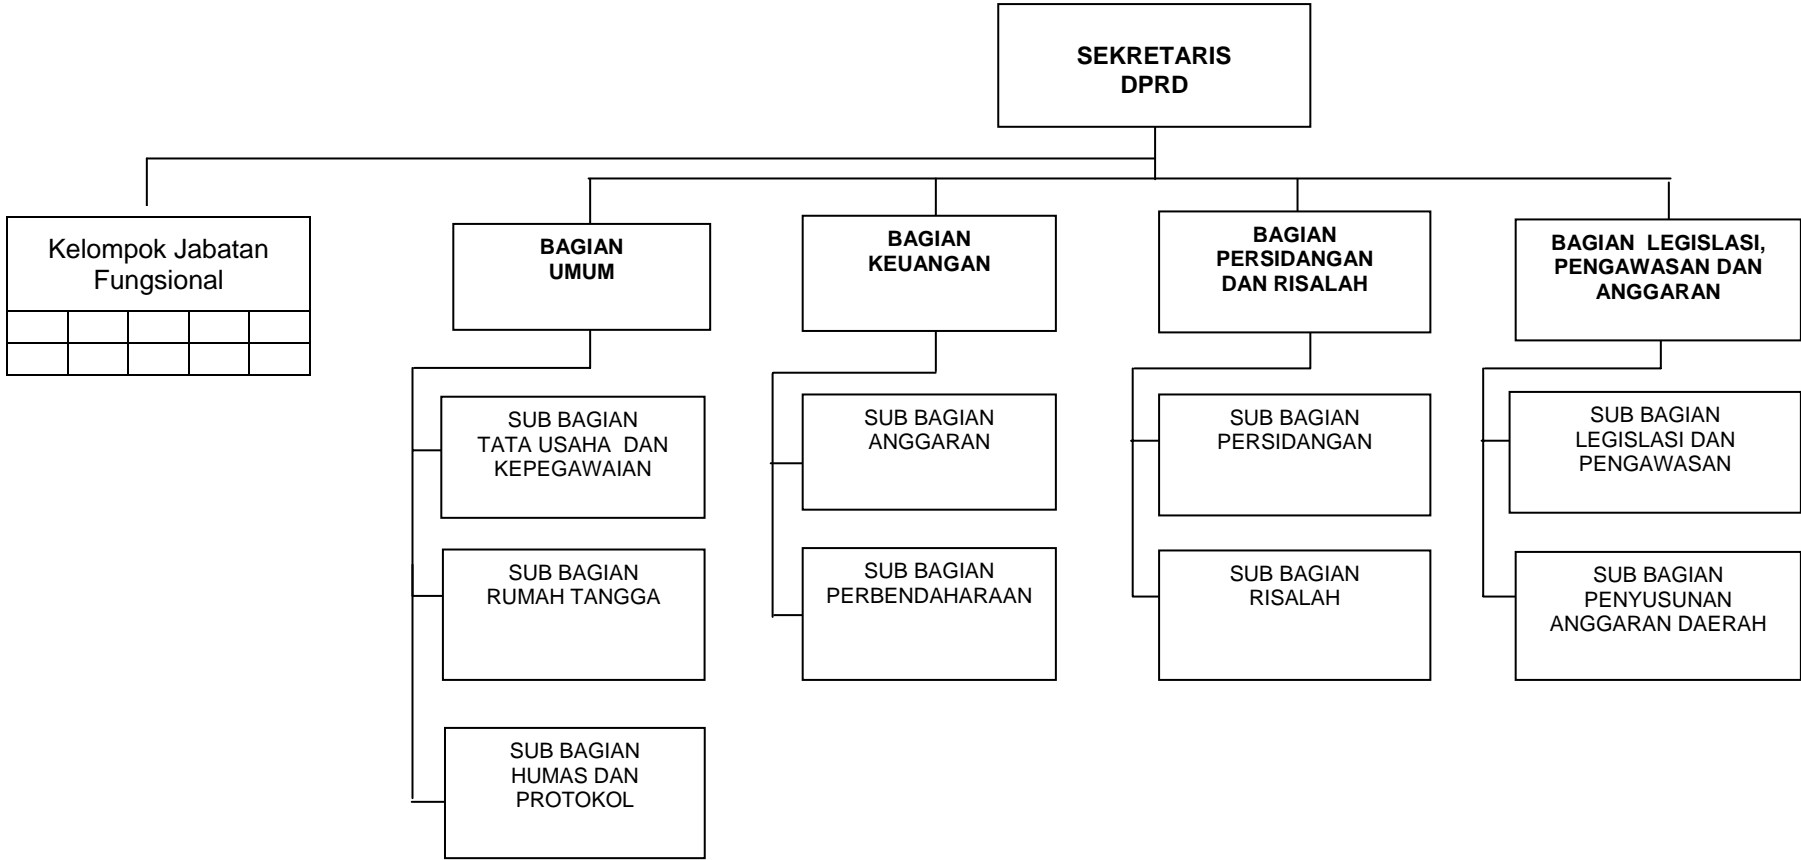 SEKRETARIS
DPRD
Kelompok Jabatan
Fungsional
BAGIAN
UMUM
BAGIAN
KEUANGAN
BAGIAN
PERSIDANGAN
DAN RISALAH
BAGIAN  LEGISLASI,
PENGAWASAN DAN
ANGGARAN
SUB BAGIAN
TATA USAHA  DAN
KEPEGAWAIAN
SUB BAGIAN
ANGGARAN
SUB BAGIAN
PERSIDANGAN
SUB BAGIAN
LEGISLASI DAN
PENGAWASAN
SUB BAGIAN
RUMAH TANGGA
SUB BAGIAN
PERBENDAHARAAN
SUB BAGIAN
RISALAH
SUB BAGIAN
PENYUSUNAN
ANGGARAN DAERAH
SUB BAGIAN
HUMAS DAN
PROTOKOL